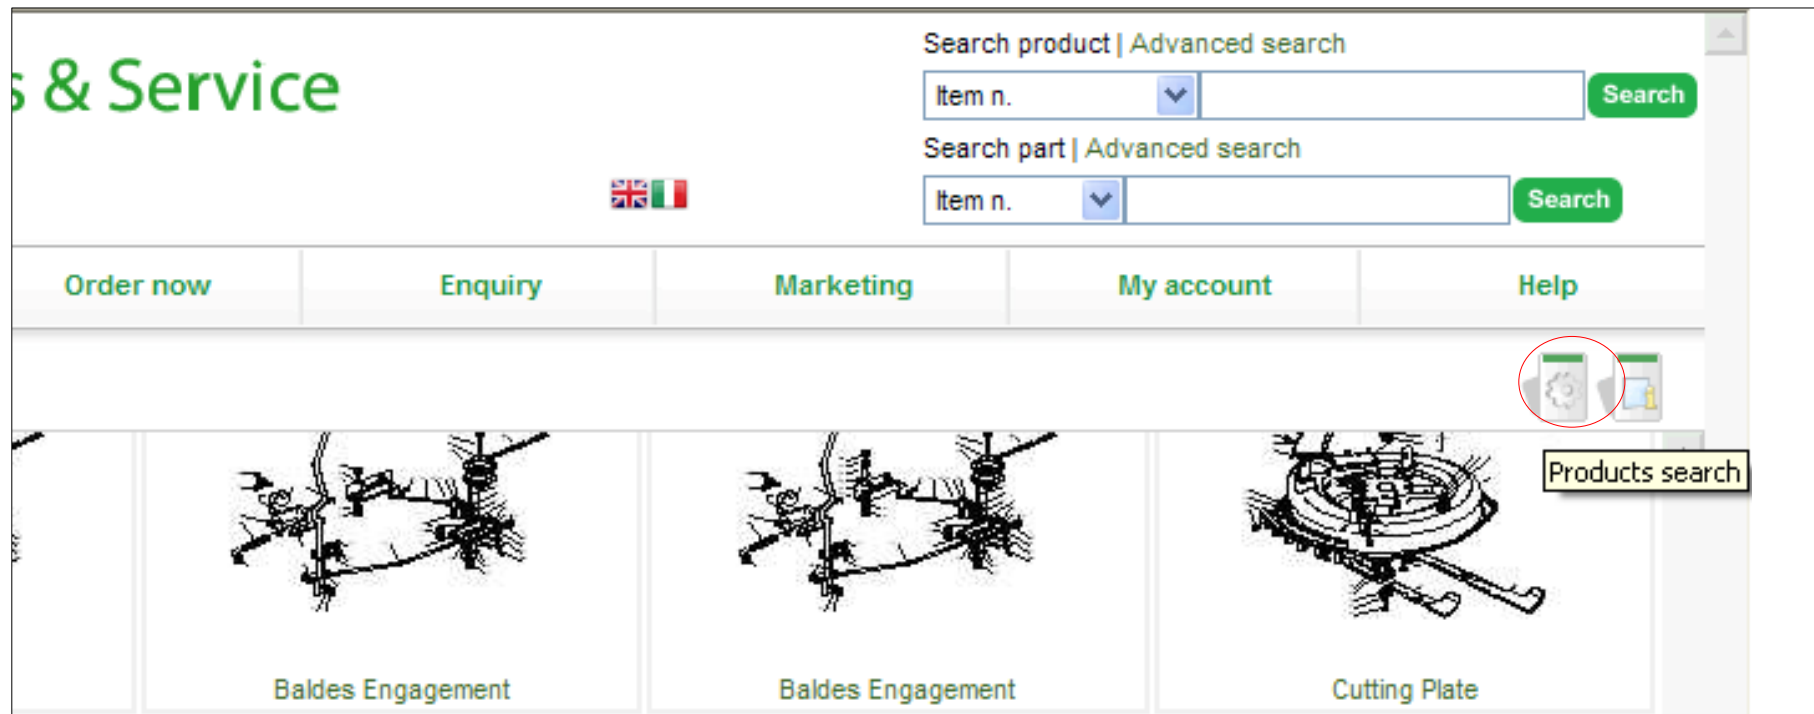 Search product | Advanced search
s & Service
Item n.
Search
Search part | Advanced search
Item n.
Search
Order now
Enquiry
Marketing
My account
Help
Products search
Baldes Engagement
Baldes Engagement
Cutting Plate